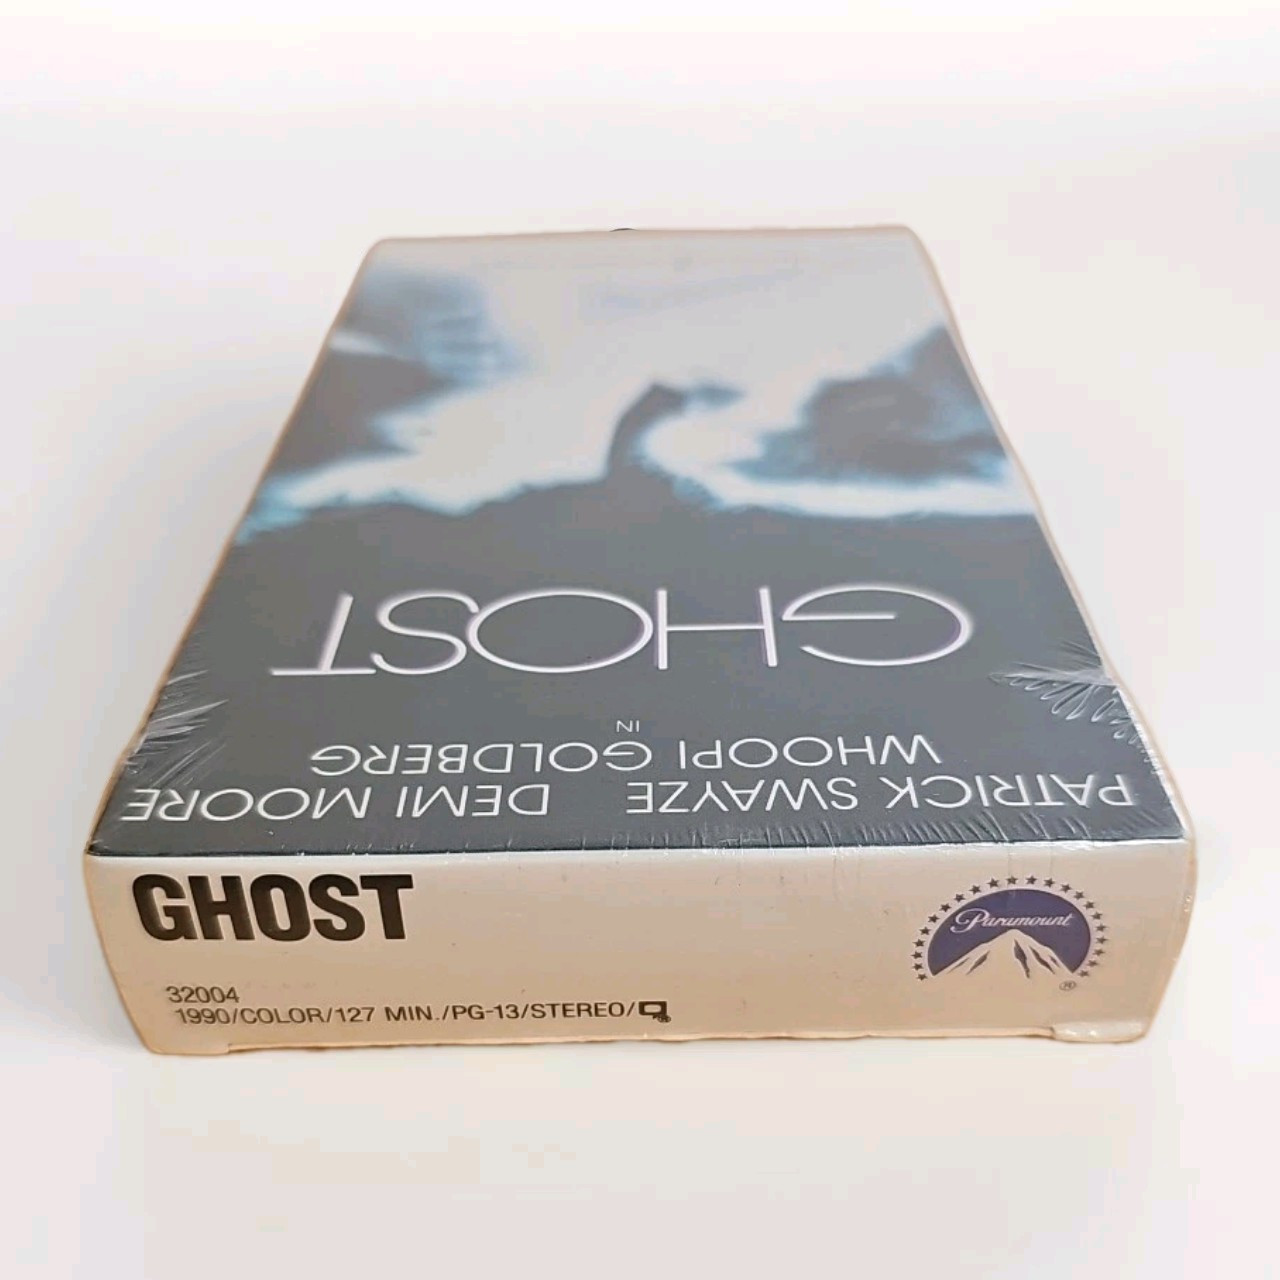 PATRICK SWAYZE DEMI MOORE
WHOOPI GOLDBERG
IN
GHOST
GHOST
32004
1990/COLOR/127 MIN./PG-13/STEREO/
Paramount
®